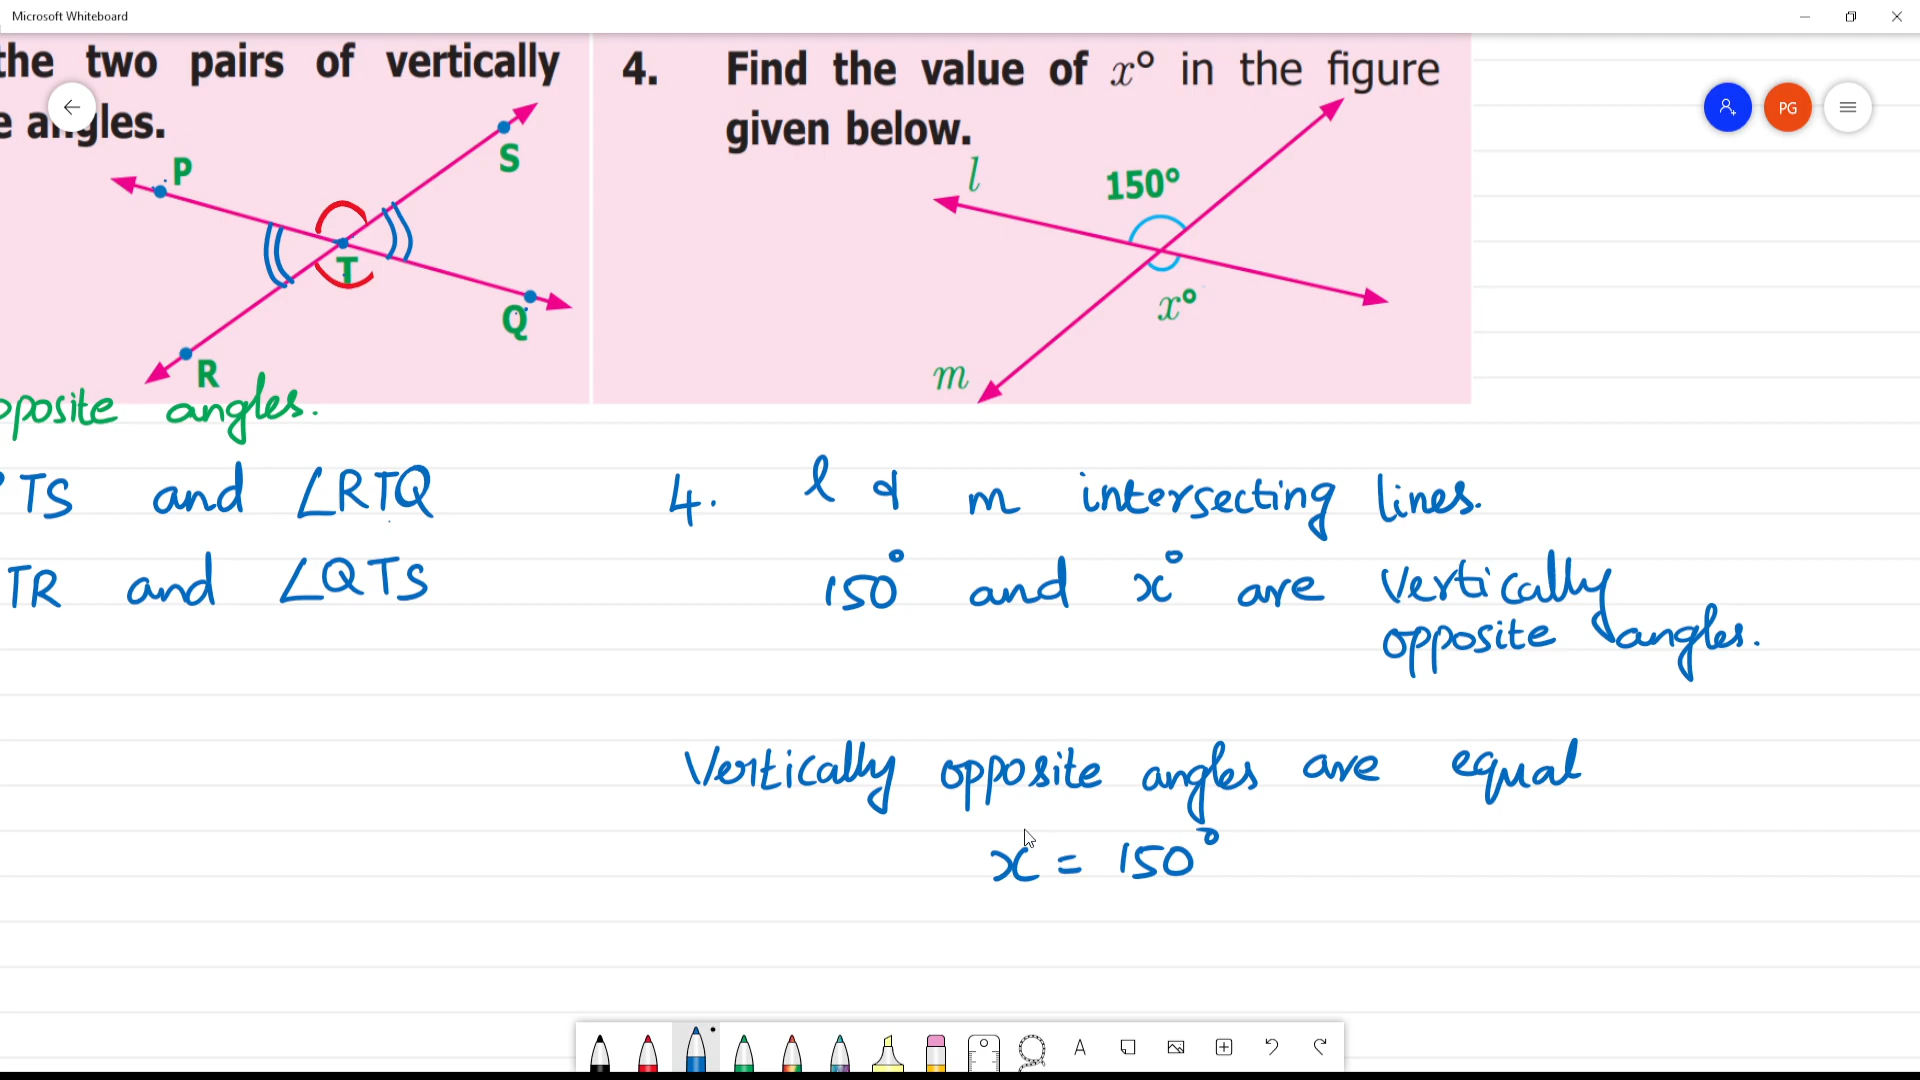 Microsoft Whiteboard
the two pairs of vertically
angles.
P
S
T
Q
R
4. Find the value of x° in the figure
given below.
l
150°
x°
m
PG
opposite angles.
TS and ∠RTQ
TR and ∠QTS
4. l & m intersecting lines.
150° and x° are Vertically
opposite angles.
Vertically opposite angles are equal
x = 150°
A